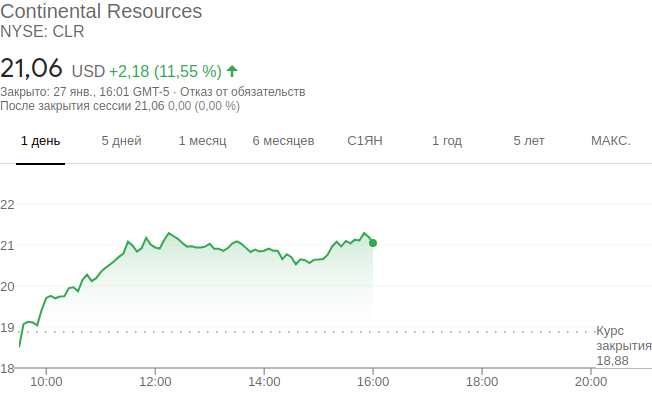 Continental Resources
NYSE: CLR
21,06 USD +2,18 (11,55 %)
Закрыто: 27 янв., 16:01 GMT-5 · Отказ от обязательств
После закрытия сессии 21,06 0,00 (0,00 %)
1 день 5 дней 1 месяц 6 месяцев С1ЯН 1 год 5 лет МАКС.
22
21
20
19
Курс
закрытия
18,88
18
10:00 12:00 14:00 16:00 18:00 20:00